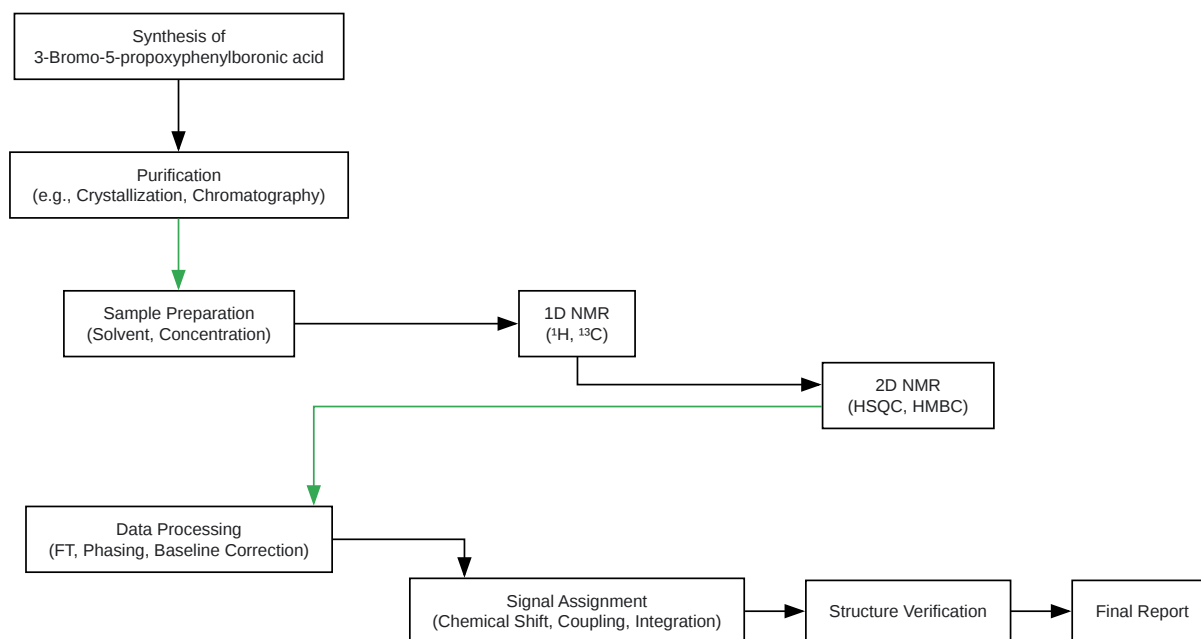 Synthesis of
3-Bromo-5-propoxyphenylboronic acid
Purification
(e.g., Crystallization, Chromatography)
Sample Preparation
(Solvent, Concentration)
1D NMR
(¹H, ¹³C)
2D NMR
(HSQC, HMBC)
Data Processing
(FT, Phasing, Baseline Correction)
Signal Assignment
(Chemical Shift, Coupling, Integration)
Structure Verification
Final Report